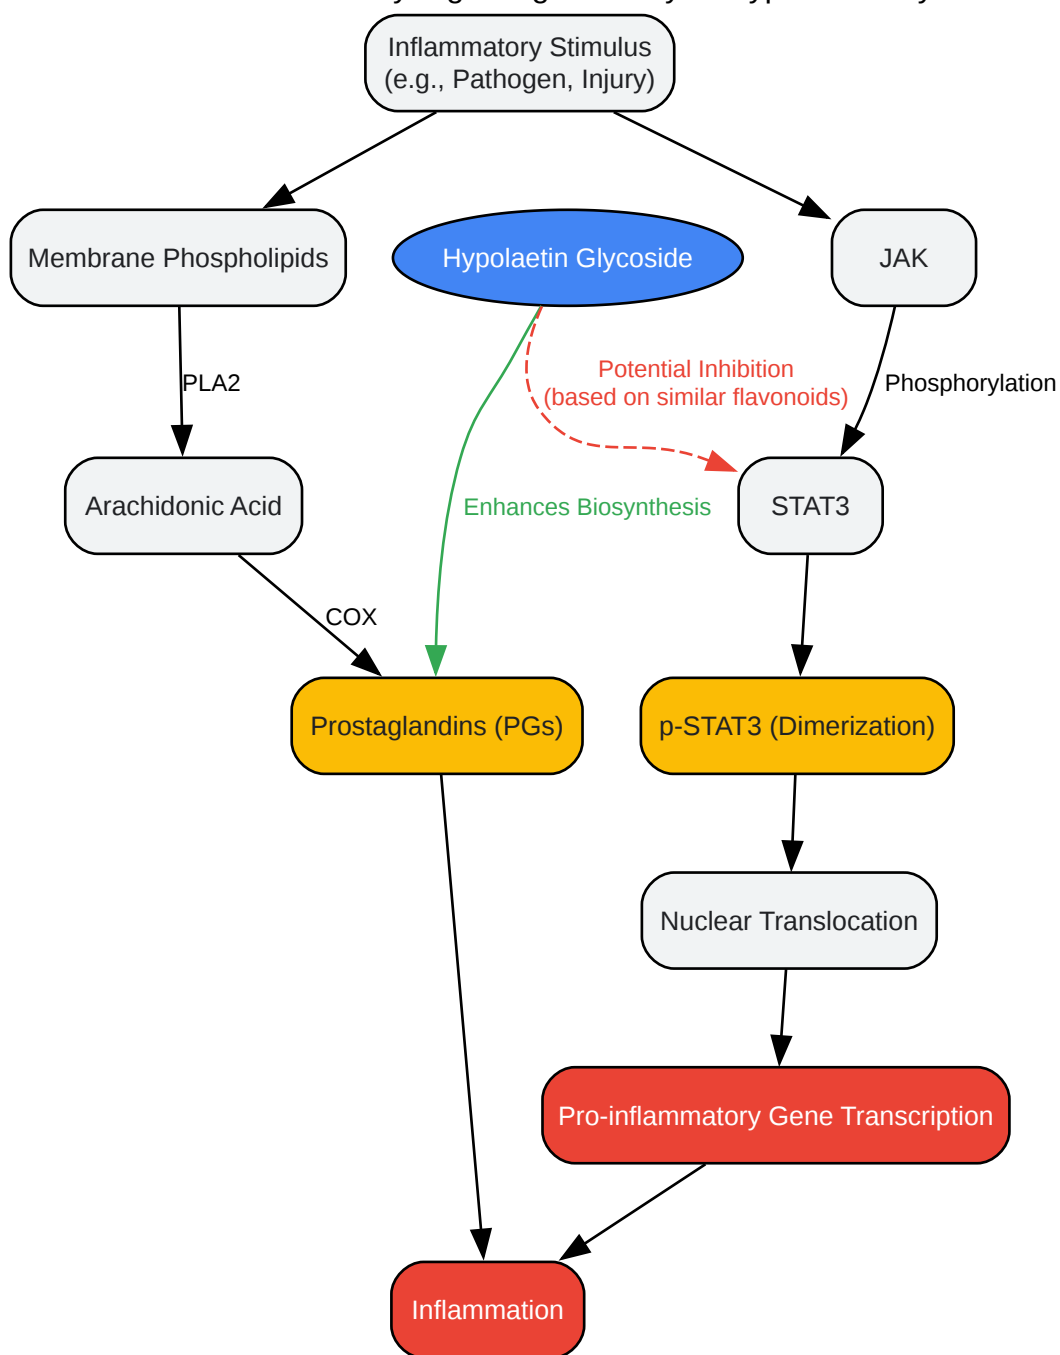 Inflammatory Stimulus
(e.g., Pathogen, Injury)
Membrane Phospholipids
Hypolaetin Glycoside
JAK
PLA2
Potential Inhibition
(based on similar flavonoids)
Phosphorylation
Arachidonic Acid
Enhances Biosynthesis
STAT3
COX
Prostaglandins (PGs)
p-STAT3 (Dimerization)
Nuclear Translocation
Pro-inflammatory Gene Transcription
Inflammation